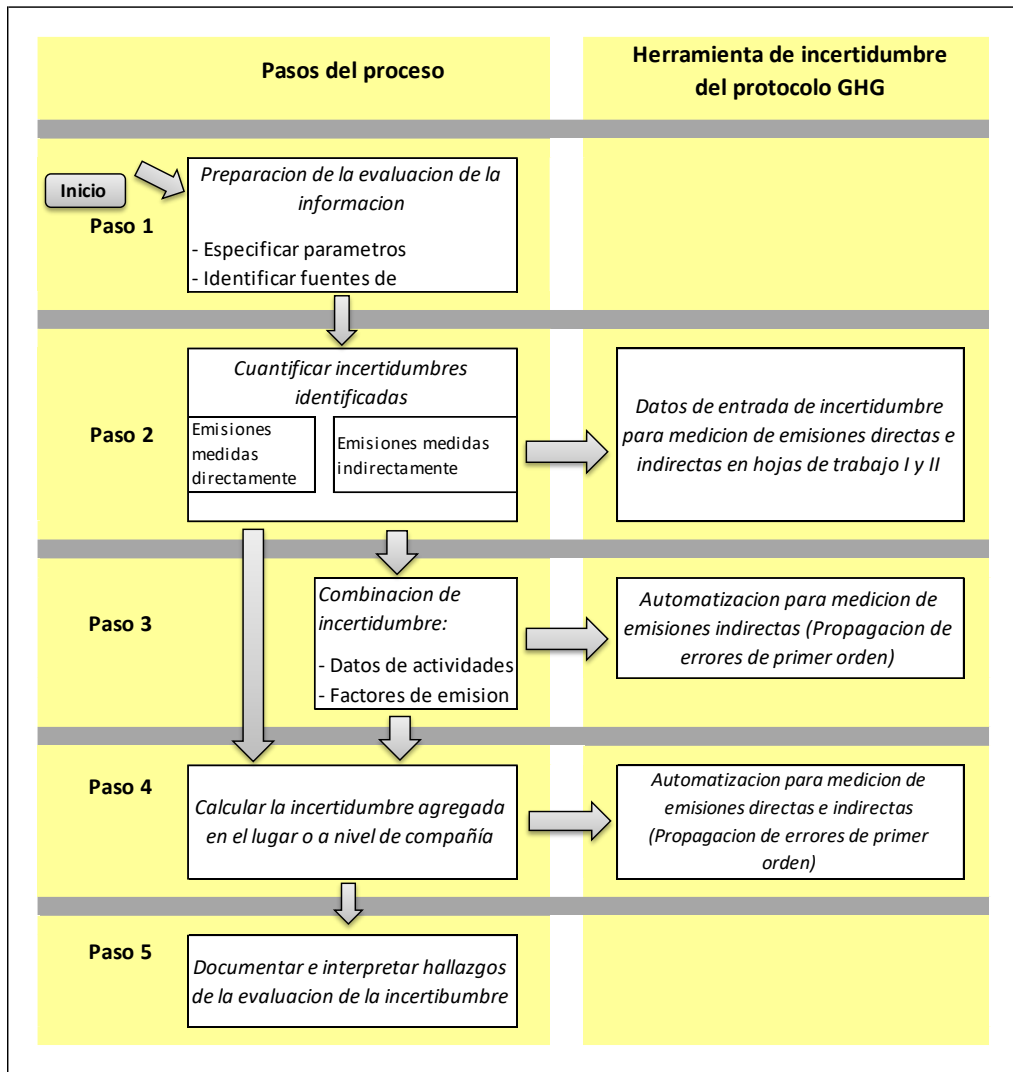 Pasos del proceso
Herramienta de incertidumbre
del protocolo GHG
Inicio
Paso 1
Preparacion de la evaluacion de la
informacion
- Especificar parametros
- Identificar fuentes de
Paso 2
Cuantificar incertidumbres
identificadas
Emisiones
medidas
directamente
Emisiones medidas
indirectamente
Datos de entrada de incertidumbre
para medicion de emisiones directas e
indirectas en hojas de trabajo I y II
Paso 3
Combinacion de
incertidumbre:
- Datos de actividades
- Factores de emision
Automatizacion para medicion de
emisiones indirectas (Propagacion de
errores de primer orden)
Paso 4
Calcular la incertidumbre agregada
en el lugar o a nivel de compañía
Automatizacion para medicion de
emisiones directas e indirectas
(Propagacion de errores de primer
orden)
Paso 5
Documentar e interpretar hallazgos
de la evaluacion de la incertibumbre